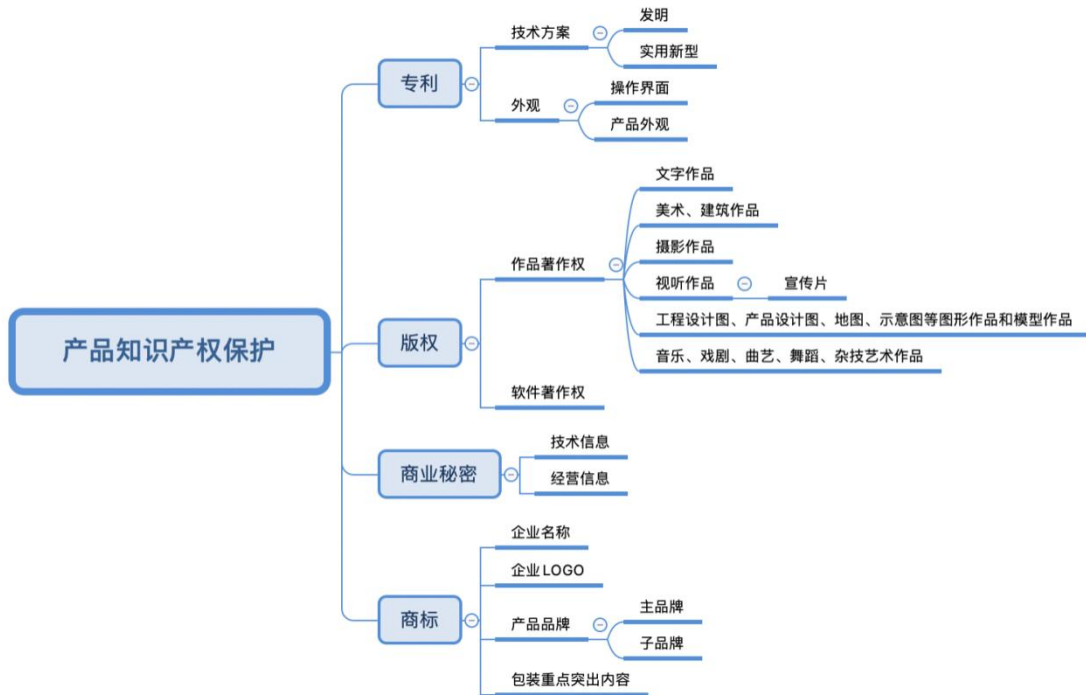 产品知识产权保护
专利
技术方案
发明
实用新型
外观
操作界面
产品外观
版权
作品著作权
文字作品
美术、建筑作品
摄影作品
视听作品
宣传片
工程设计图、产品设计图、地图、示意图等图形作品和模型作品
音乐、戏剧、曲艺、舞蹈、杂技艺术作品
软件著作权
商业秘密
技术信息
经营信息
商标
企业名称
企业LOGO
产品品牌
主品牌
子品牌
包装重点突出内容